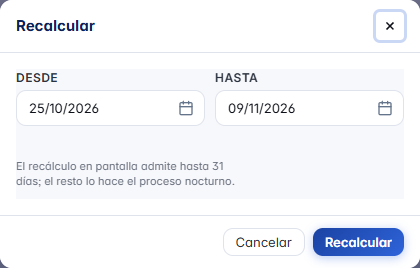 Recalcular
DESDE
HASTA
25/10/2026
09/11/2026
El recálculo en pantalla admite hasta 31
días; el resto lo hace el proceso nocturno.
Cancelar
Recalcular